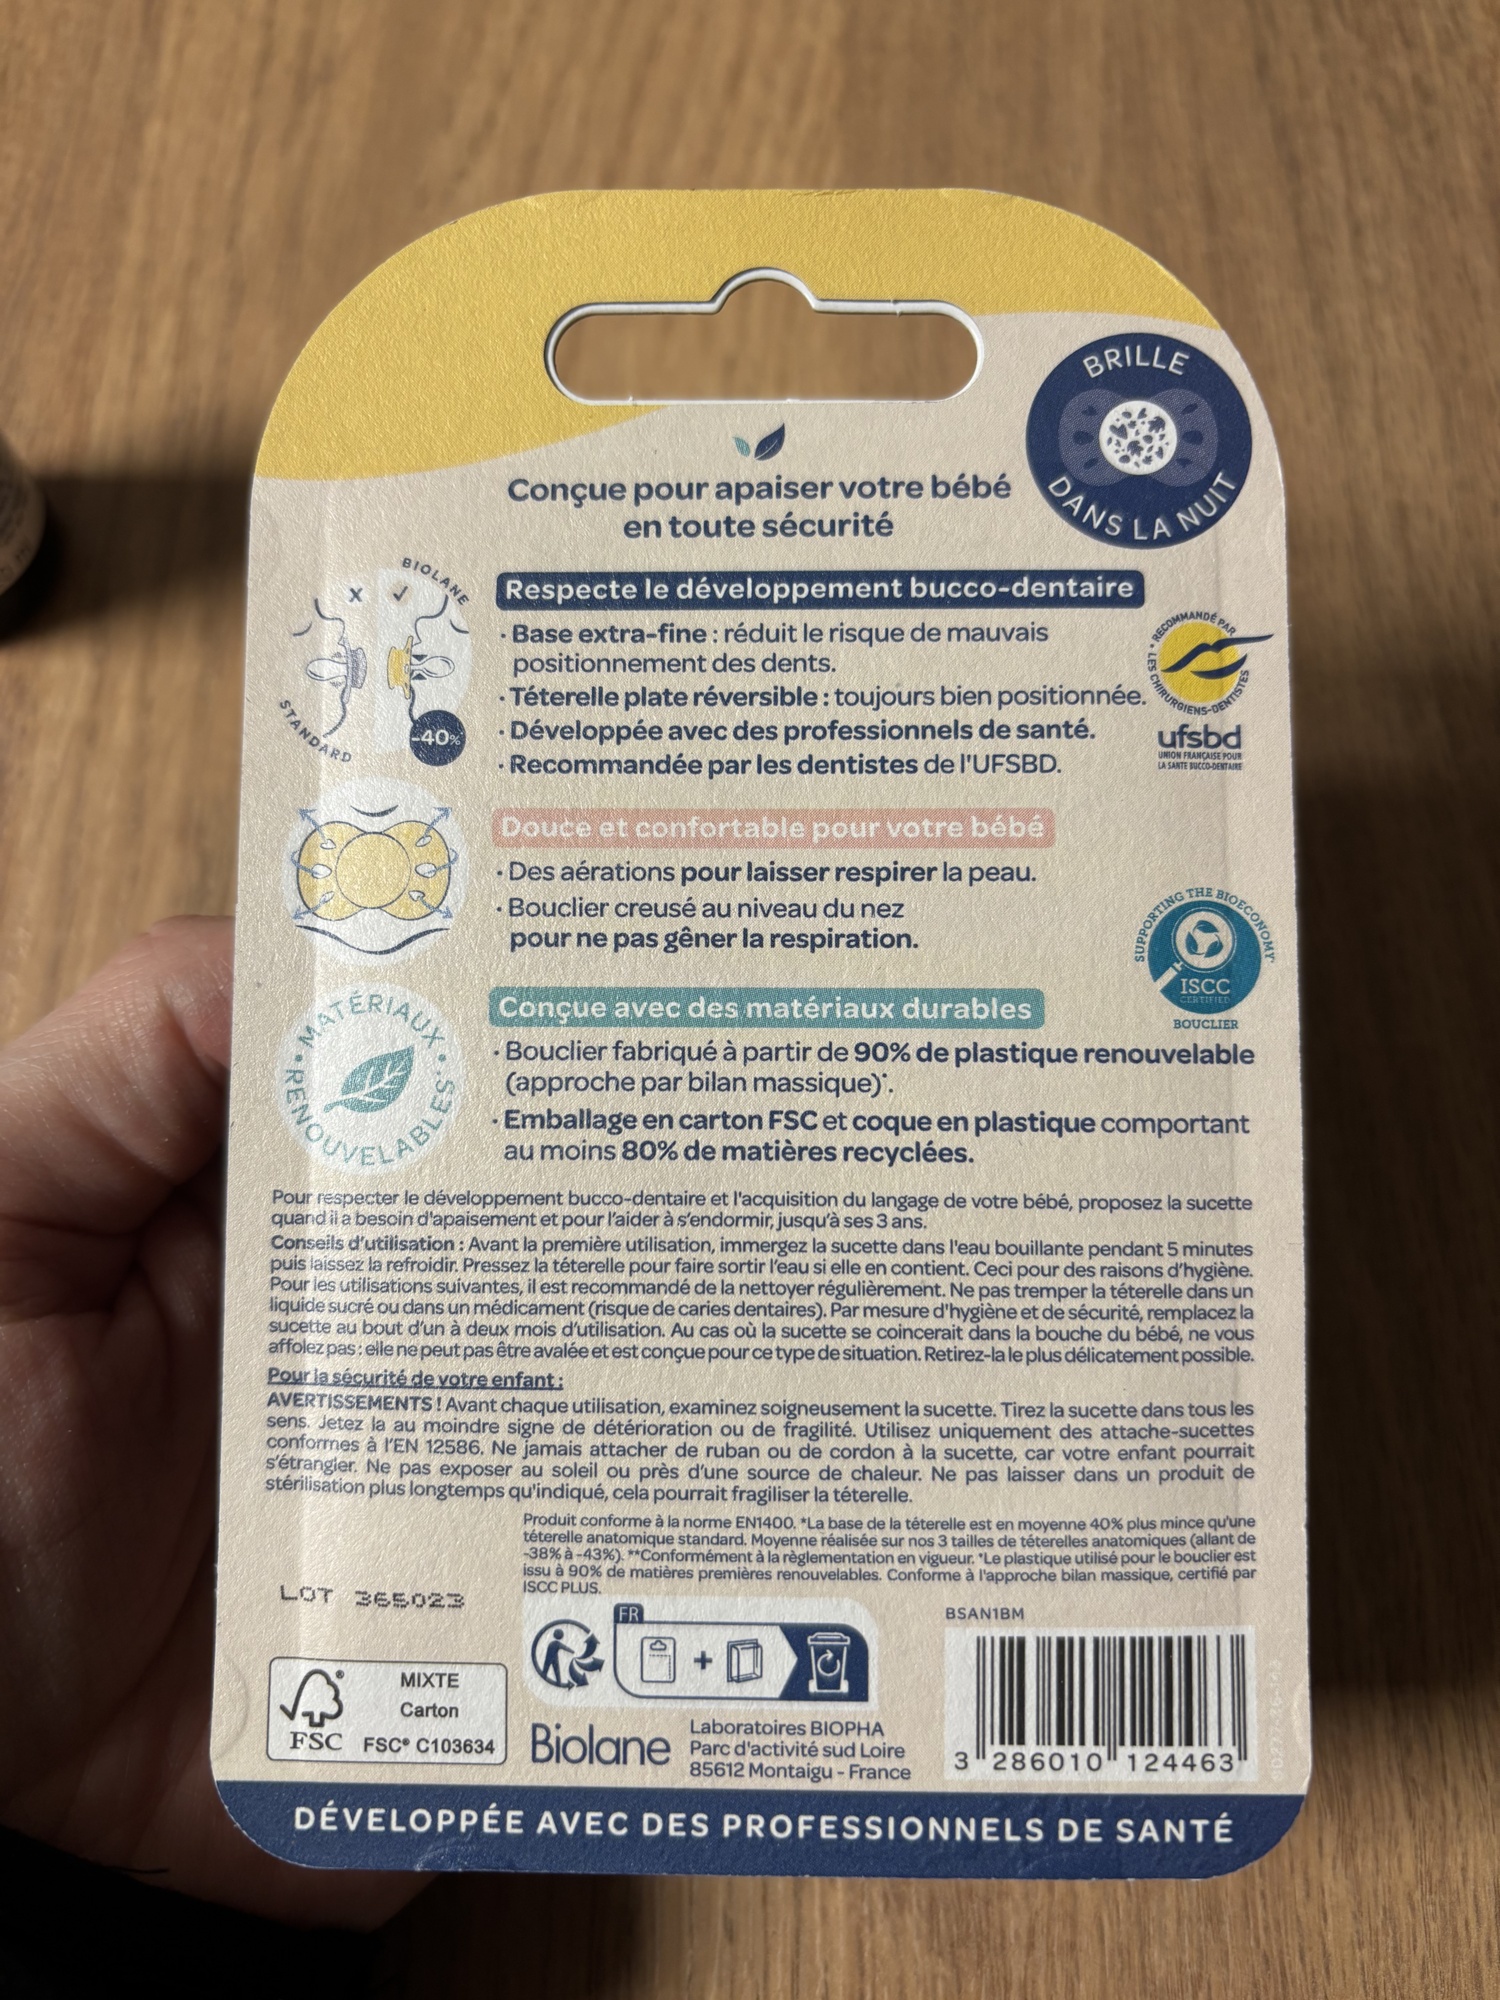 BRILLE
DANS LA NUIT
Conçue pour apaiser votre bébé
en toute sécurité
BIOLANE
X
STANDARD
-40%
Respecte le développement bucco-dentaire
· Base extra-fine : réduit le risque de mauvais
positionnement des dents.
· Téterelle plate réversible : toujours bien positionnée.
· Développée avec des professionnels de santé.
· Recommandée par les dentistes de l'UFSBD.
RECOMMANDÉ PAR
• LES CHIRURGIENS-DENTISTES
ufsbd
UNION FRANÇAISE POUR
LA SANTE BUCCO-DENTAIRE
Douce et confortable pour votre bébé
· Des aérations pour laisser respirer la peau.
· Bouclier creusé au niveau du nez
pour ne pas gêner la respiration.
SUPPORTING THE BIOECONOMY
ISCC
CERTIFIED
BOUCLIER
MATÉRIAUX
RENOUVELABLES
Conçue avec des matériaux durables
· Bouclier fabriqué à partir de 90% de plastique renouvelable
(approche par bilan massique)*.
· Emballage en carton FSC et coque en plastique comportant
au moins 80% de matières recyclées.
Pour respecter le développement bucco-dentaire et l'acquisition du langage de votre bébé, proposez la sucette
quand il a besoin d'apaisement et pour l'aider à s'endormir, jusqu'à ses 3 ans.
Conseils d'utilisation : Avant la première utilisation, immergez la sucette dans l'eau bouillante pendant 5 minutes
puis laissez la refroidir. Pressez la téterelle pour faire sortir l'eau si elle en contient. Ceci pour des raisons d'hygiène.
Pour les utilisations suivantes, il est recommandé de la nettoyer régulièrement. Ne pas tremper la téterelle dans un
liquide sucré ou dans un médicament (risque de caries dentaires). Par mesure d'hygiène et de sécurité, remplacez la
sucette au bout d'un à deux mois d'utilisation. Au cas où la sucette se coincerait dans la bouche du bébé, ne vous
affolez pas : elle ne peut pas être avalée et est conçue pour ce type de situation. Retirez-la le plus délicatement possible.
Pour la sécurité de votre enfant :
AVERTISSEMENTS ! Avant chaque utilisation, examinez soigneusement la sucette. Tirez la sucette dans tous les
sens. Jetez la au moindre signe de détérioration ou de fragilité. Utilisez uniquement des attache-sucettes
conformes à l'EN 12586. Ne jamais attacher de ruban ou de cordon à la sucette, car votre enfant pourrait
s'étrangler. Ne pas exposer au soleil ou près d'une source de chaleur. Ne pas laisser dans un produit de
stérilisation plus longtemps qu'indiqué, cela pourrait fragiliser la téterelle.
Produit conforme à la norme EN1400. *La base de la téterelle est en moyenne 40% plus mince qu'une
téterelle anatomique standard. Moyenne réalisée sur nos 3 tailles de téterelles anatomiques (allant de
-38% à -43%). **Conformément à la règlementation en vigueur. *Le plastique utilisé pour le bouclier est
issu à 90% de matières premières renouvelables. Conforme à l'approche bilan massique, certifié par
ISCC PLUS.
LOT 365023
FR
+
BSAN1BM
FSC
MIXTE
Carton
FSC® C103634
Biolane
Laboratoires BIOPHA
Parc d'activité sud Loire
85612 Montaigu - France
3 286010 124463
DÉVELOPPÉE AVEC DES PROFESSIONNELS DE SANTÉ